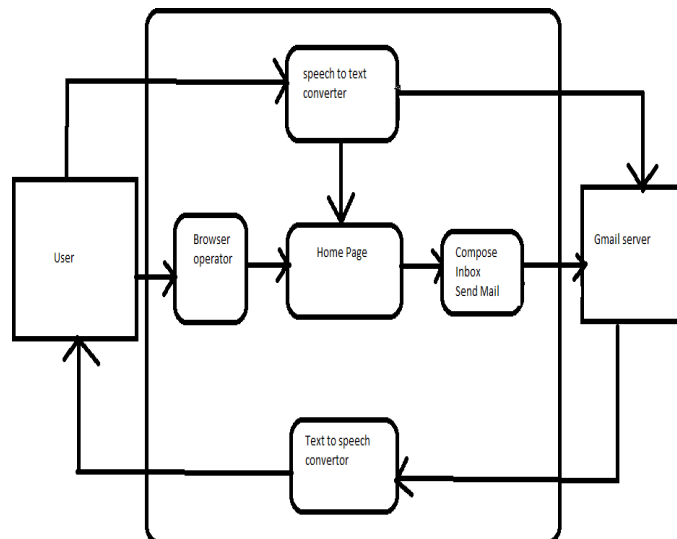 speech to text
converter
User
Browser
operator
Home Page
Compose
Inbox
Send Mail
Gmail server
Text to speech
convertor